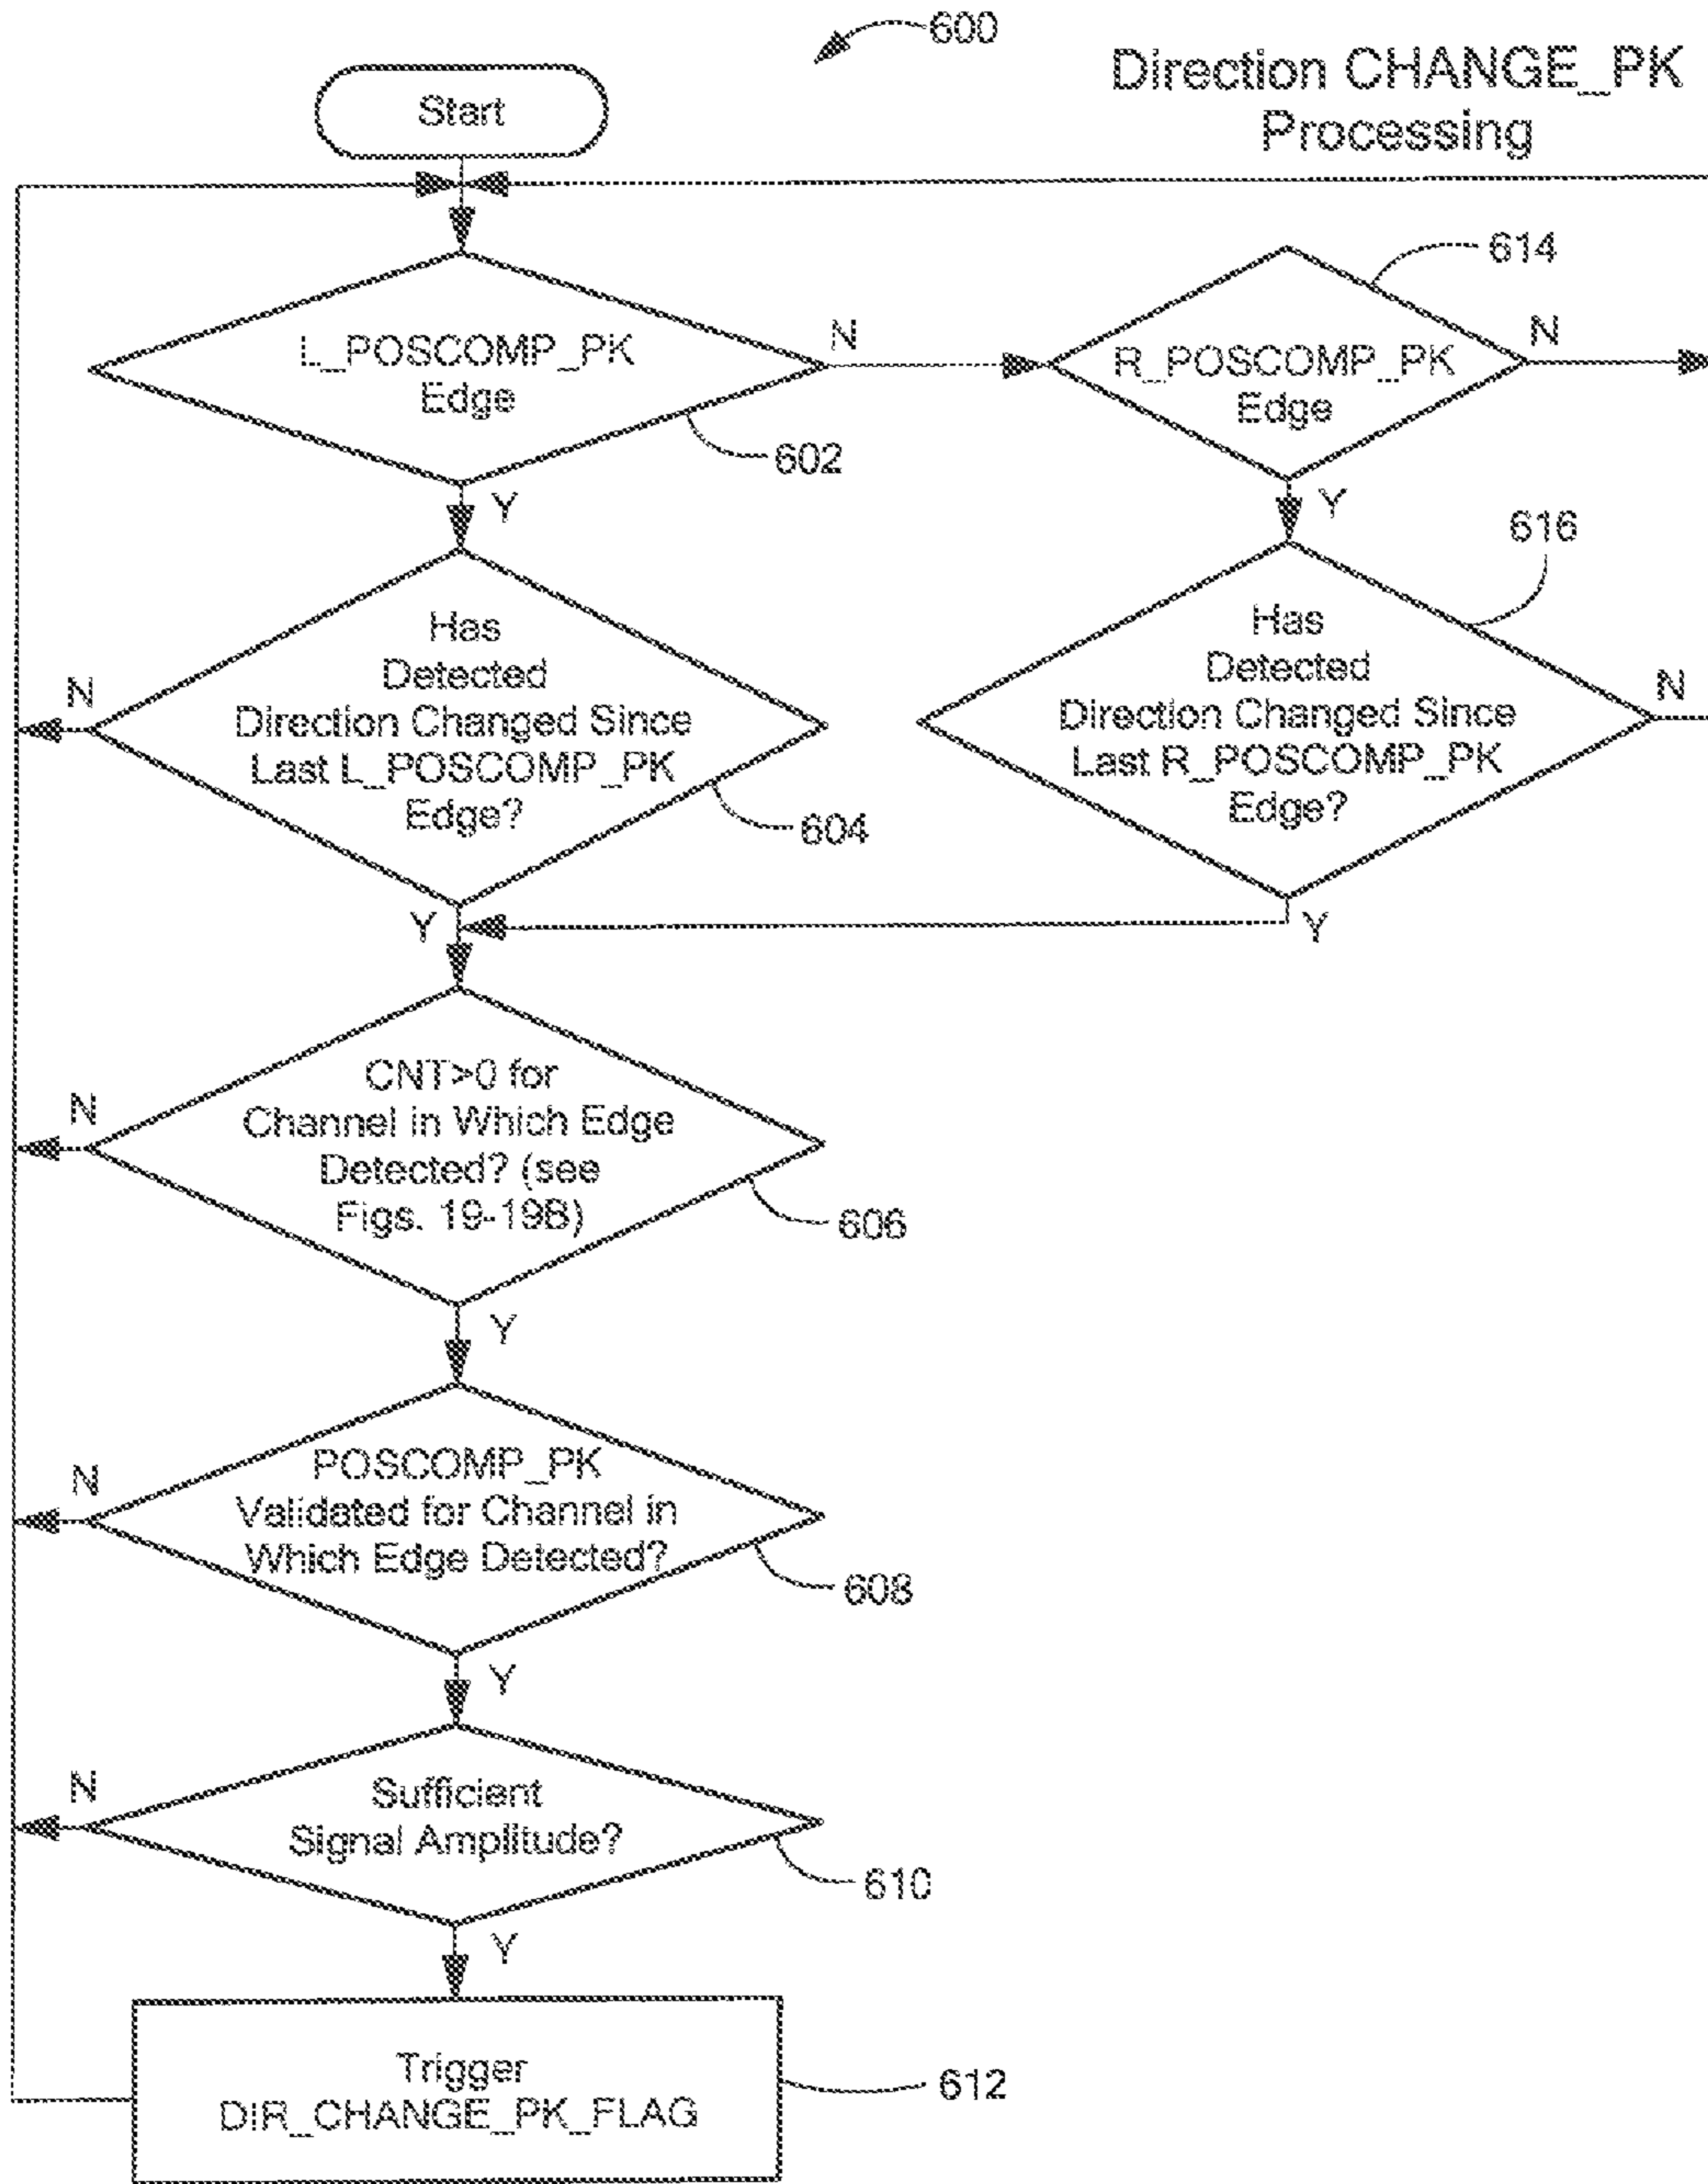 600
Direction CHANGE_PK
Processing
Start
L_POSCOMP_PK
Edge
N
602
Y
R_POSCOMP_PK
Edge
N
614
Y
Has
Detected
Direction Changed Since
Last L_POSCOMP_PK
Edge?
N
604
Y
Has
Detected
Direction Changed Since
Last R_POSCOMP_PK
Edge?
616
N
Y
CNT>0 for
Channel in Which Edge
Detected? (see
Figs. 19-19B)
N
606
Y
POSCOMP_PK
Validated for Channel in
Which Edge Detected?
N
608
Y
Sufficient
Signal Amplitude?
N
610
Y
Trigger
DIR_CHANGE_PK_FLAG
612